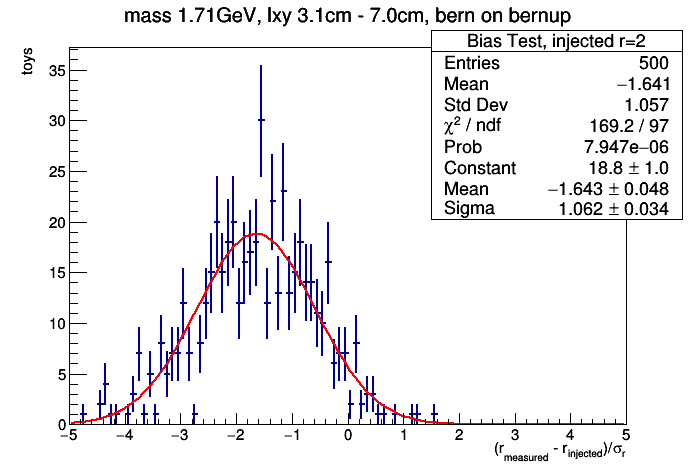 mass 1.71GeV, lxy 3.1cm - 7.0cm, bern on bernup
toys
Bias Test, injected r=2
Entries 500
Mean −1.641
Std Dev 1.057
χ² / ndf 169.2 / 97
Prob 7.947e−06
Constant 18.8 ± 1.0
Mean −1.643 ± 0.048
Sigma 1.062 ± 0.034
35
30
25
20
15
10
5
0
−5 −4 −3 −2 −1 0 1 2 3 4 5
(r_measured - r_injected)/σ_r